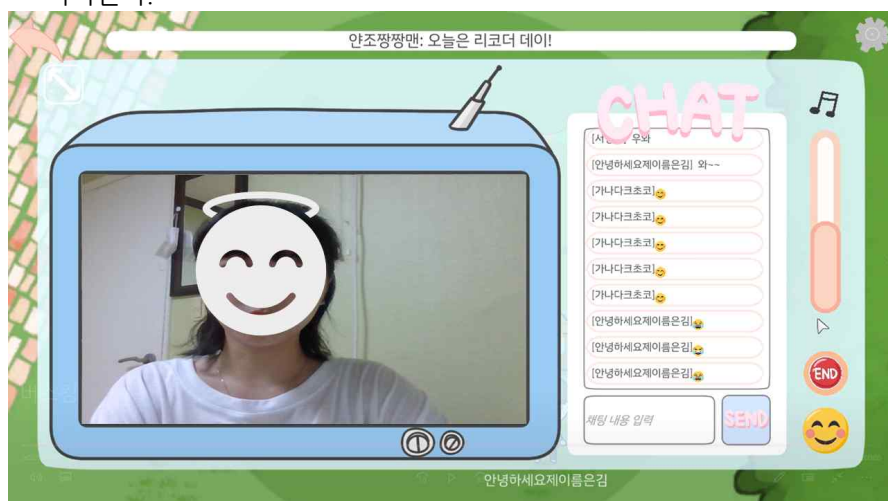 얀조짱짱맨: 오늘은 리코더 데이!
CHAT
우와
[안녕하세요제이름은김] 와~~
[가나다크초코]😊
[가나다크초코]😊
[가나다크초코]😊
[가나다크초코]😊
[가나다크초코]😊
[안녕하세요제이름은김]😂
[안녕하세요제이름은김]😂
[안녕하세요제이름은김]😂
END
채팅 내용 입력
SEND
안녕하세요제이름은김